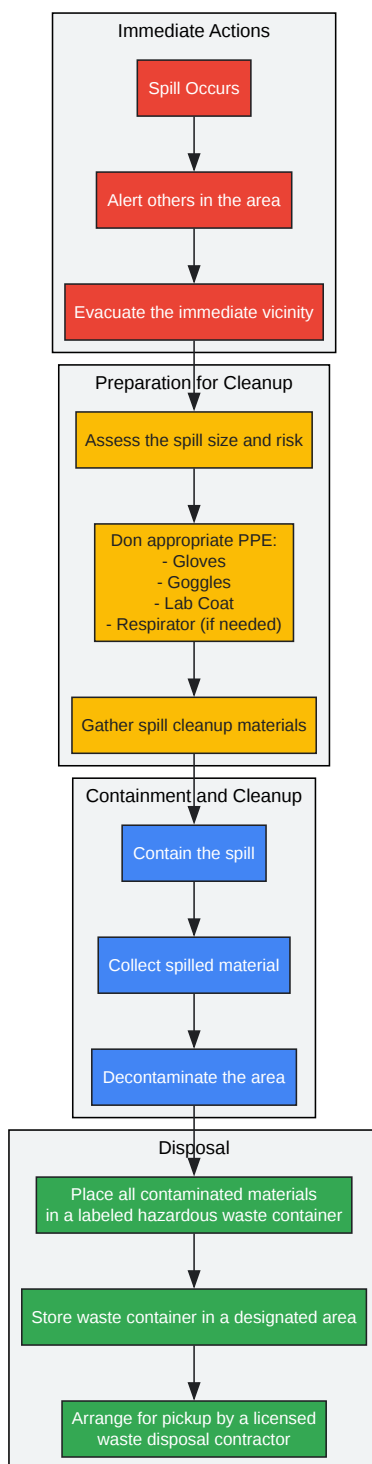 Immediate Actions
Spill Occurs
Alert others in the area
Evacuate the immediate vicinity
Preparation for Cleanup
Assess the spill size and risk
Don appropriate PPE:
- Gloves
- Goggles
- Lab Coat
- Respirator (if needed)
Gather spill cleanup materials
Containment and Cleanup
Contain the spill
Collect spilled material
Decontaminate the area
Disposal
Place all contaminated materials
in a labeled hazardous waste container
Store waste container in a designated area
Arrange for pickup by a licensed
waste disposal contractor